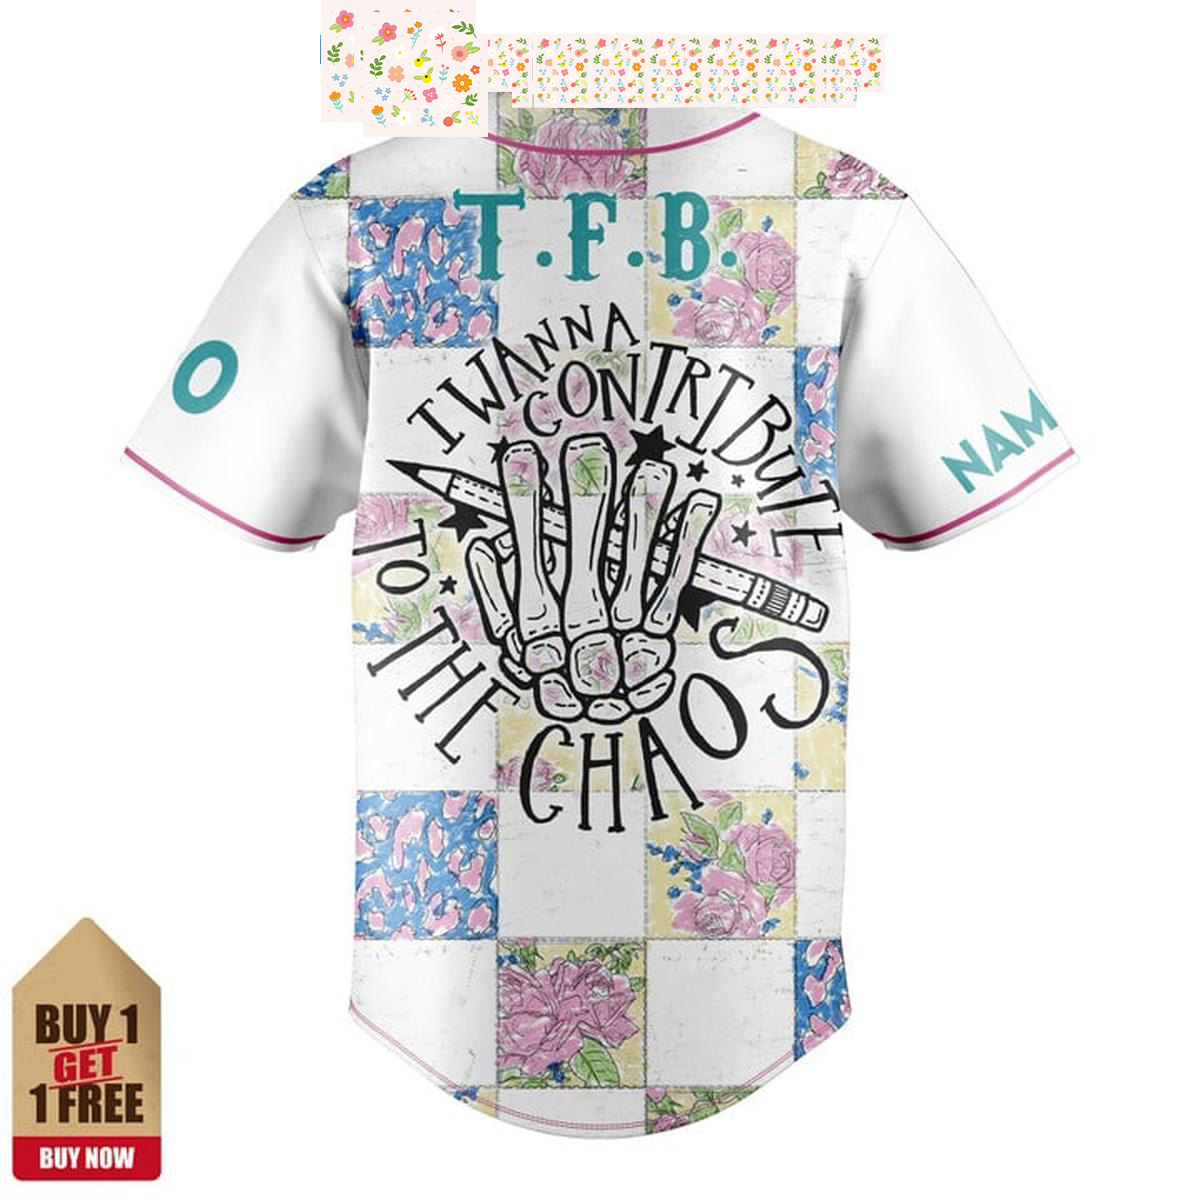 T.F.B.
I WANNA
CONTRIBUTE
TO THE
CHAOS
O
NAM
BUY 1
GET
1 FREE
BUY NOW